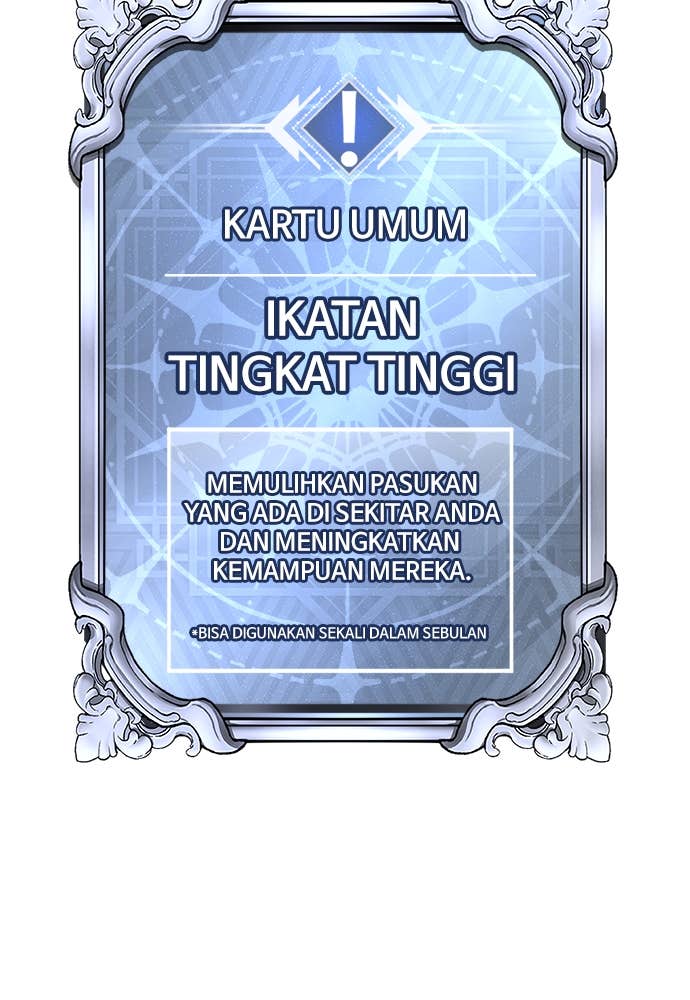 !
KARTU UMUM
IKATAN
TINGKAT TINGGI
MEMULIHKAN PASUKAN
YANG ADA DI SEKITAR ANDA
DAN MENINGKATKAN
KEMAMPUAN MEREKA.
*BISA DIGUNAKAN SEKALI DALAM SEBULAN